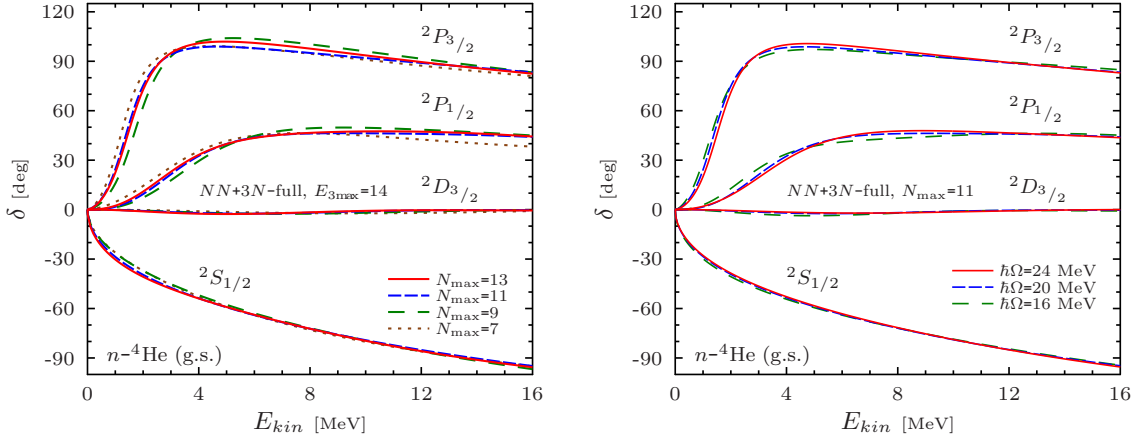 δ [deg]
120
90
60
30
0
-30
-60
-90
²P₃/₂
²P₁/₂
NN+3N-full, E₃max=14
²D₃/₂
²S₁/₂
Nmax=13
Nmax=11
Nmax=9
Nmax=7
n-⁴He (g.s.)
0 4 8 12 16
Ekin [MeV]
δ [deg]
120
90
60
30
0
-30
-60
-90
²P₃/₂
²P₁/₂
NN+3N-full, Nmax=11
²D₃/₂
²S₁/₂
ħΩ=24 MeV
ħΩ=20 MeV
ħΩ=16 MeV
n-⁴He (g.s.)
0 4 8 12 16
Ekin [MeV]